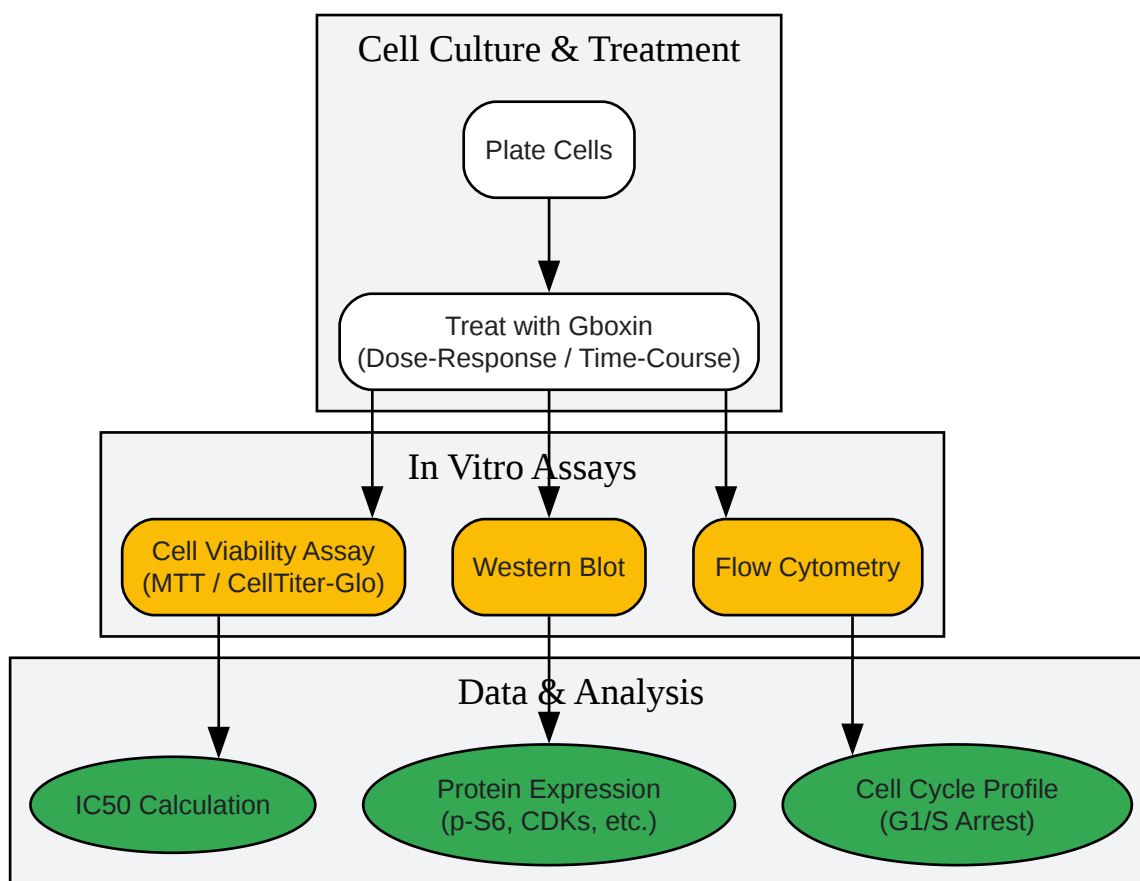 Cell Culture & Treatment
Plate Cells
Treat with Gboxin
(Dose-Response / Time-Course)
In Vitro Assays
Cell Viability Assay
(MTT / CellTiter-Glo)
Western Blot
Flow Cytometry
Data & Analysis
IC50 Calculation
Protein Expression
(p-S6, CDKs, etc.)
Cell Cycle Profile
(G1/S Arrest)